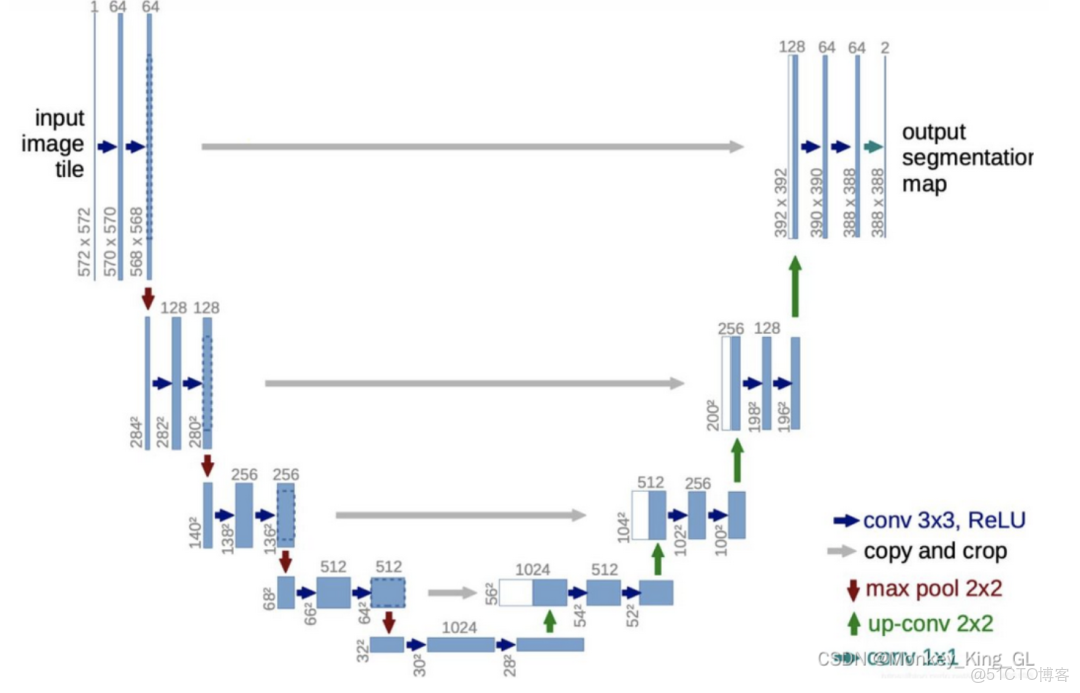 1 64 64
input
image
tile
572 x 572
570 x 570
568 x 568
128 64 64 2
output
segmentation
map
392 x 392
390 x 390
388 x 388
388 x 388
128 128
284²
282²
280²
256 128
200²
198²
196²
256 256
140²
138²
136²
512 256
104²
102²
100²
512 512
68²
66²
64²
1024 512
56²
54²
52²
1024
32²
30²
28²
conv 3x3, ReLU
copy and crop
max pool 2x2
up-conv 2x2
conv 1x1
CSDN @Monkey_King_GL
@51CTO博客